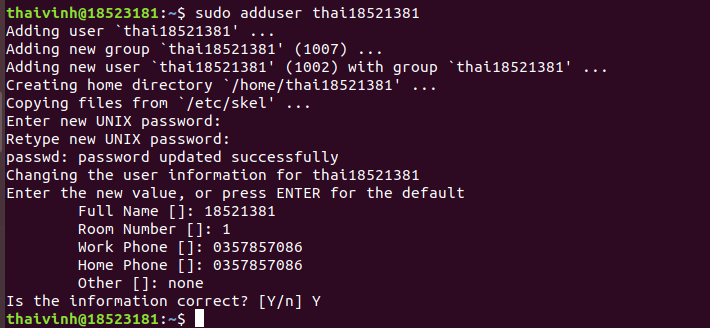 thaivinh@18523181:~$ sudo adduser thai18521381
Adding user `thai18521381' ...
Adding new group `thai18521381' (1007) ...
Adding new user `thai18521381' (1002) with group `thai18521381' ...
Creating home directory `/home/thai18521381' ...
Copying files from `/etc/skel' ...
Enter new UNIX password:
Retype new UNIX password:
passwd: password updated successfully
Changing the user information for thai18521381
Enter the new value, or press ENTER for the default
Full Name []: 18521381
Room Number []: 1
Work Phone []: 0357857086
Home Phone []: 0357857086
Other []: none
Is the information correct? [Y/n] Y
thaivinh@18523181:~$